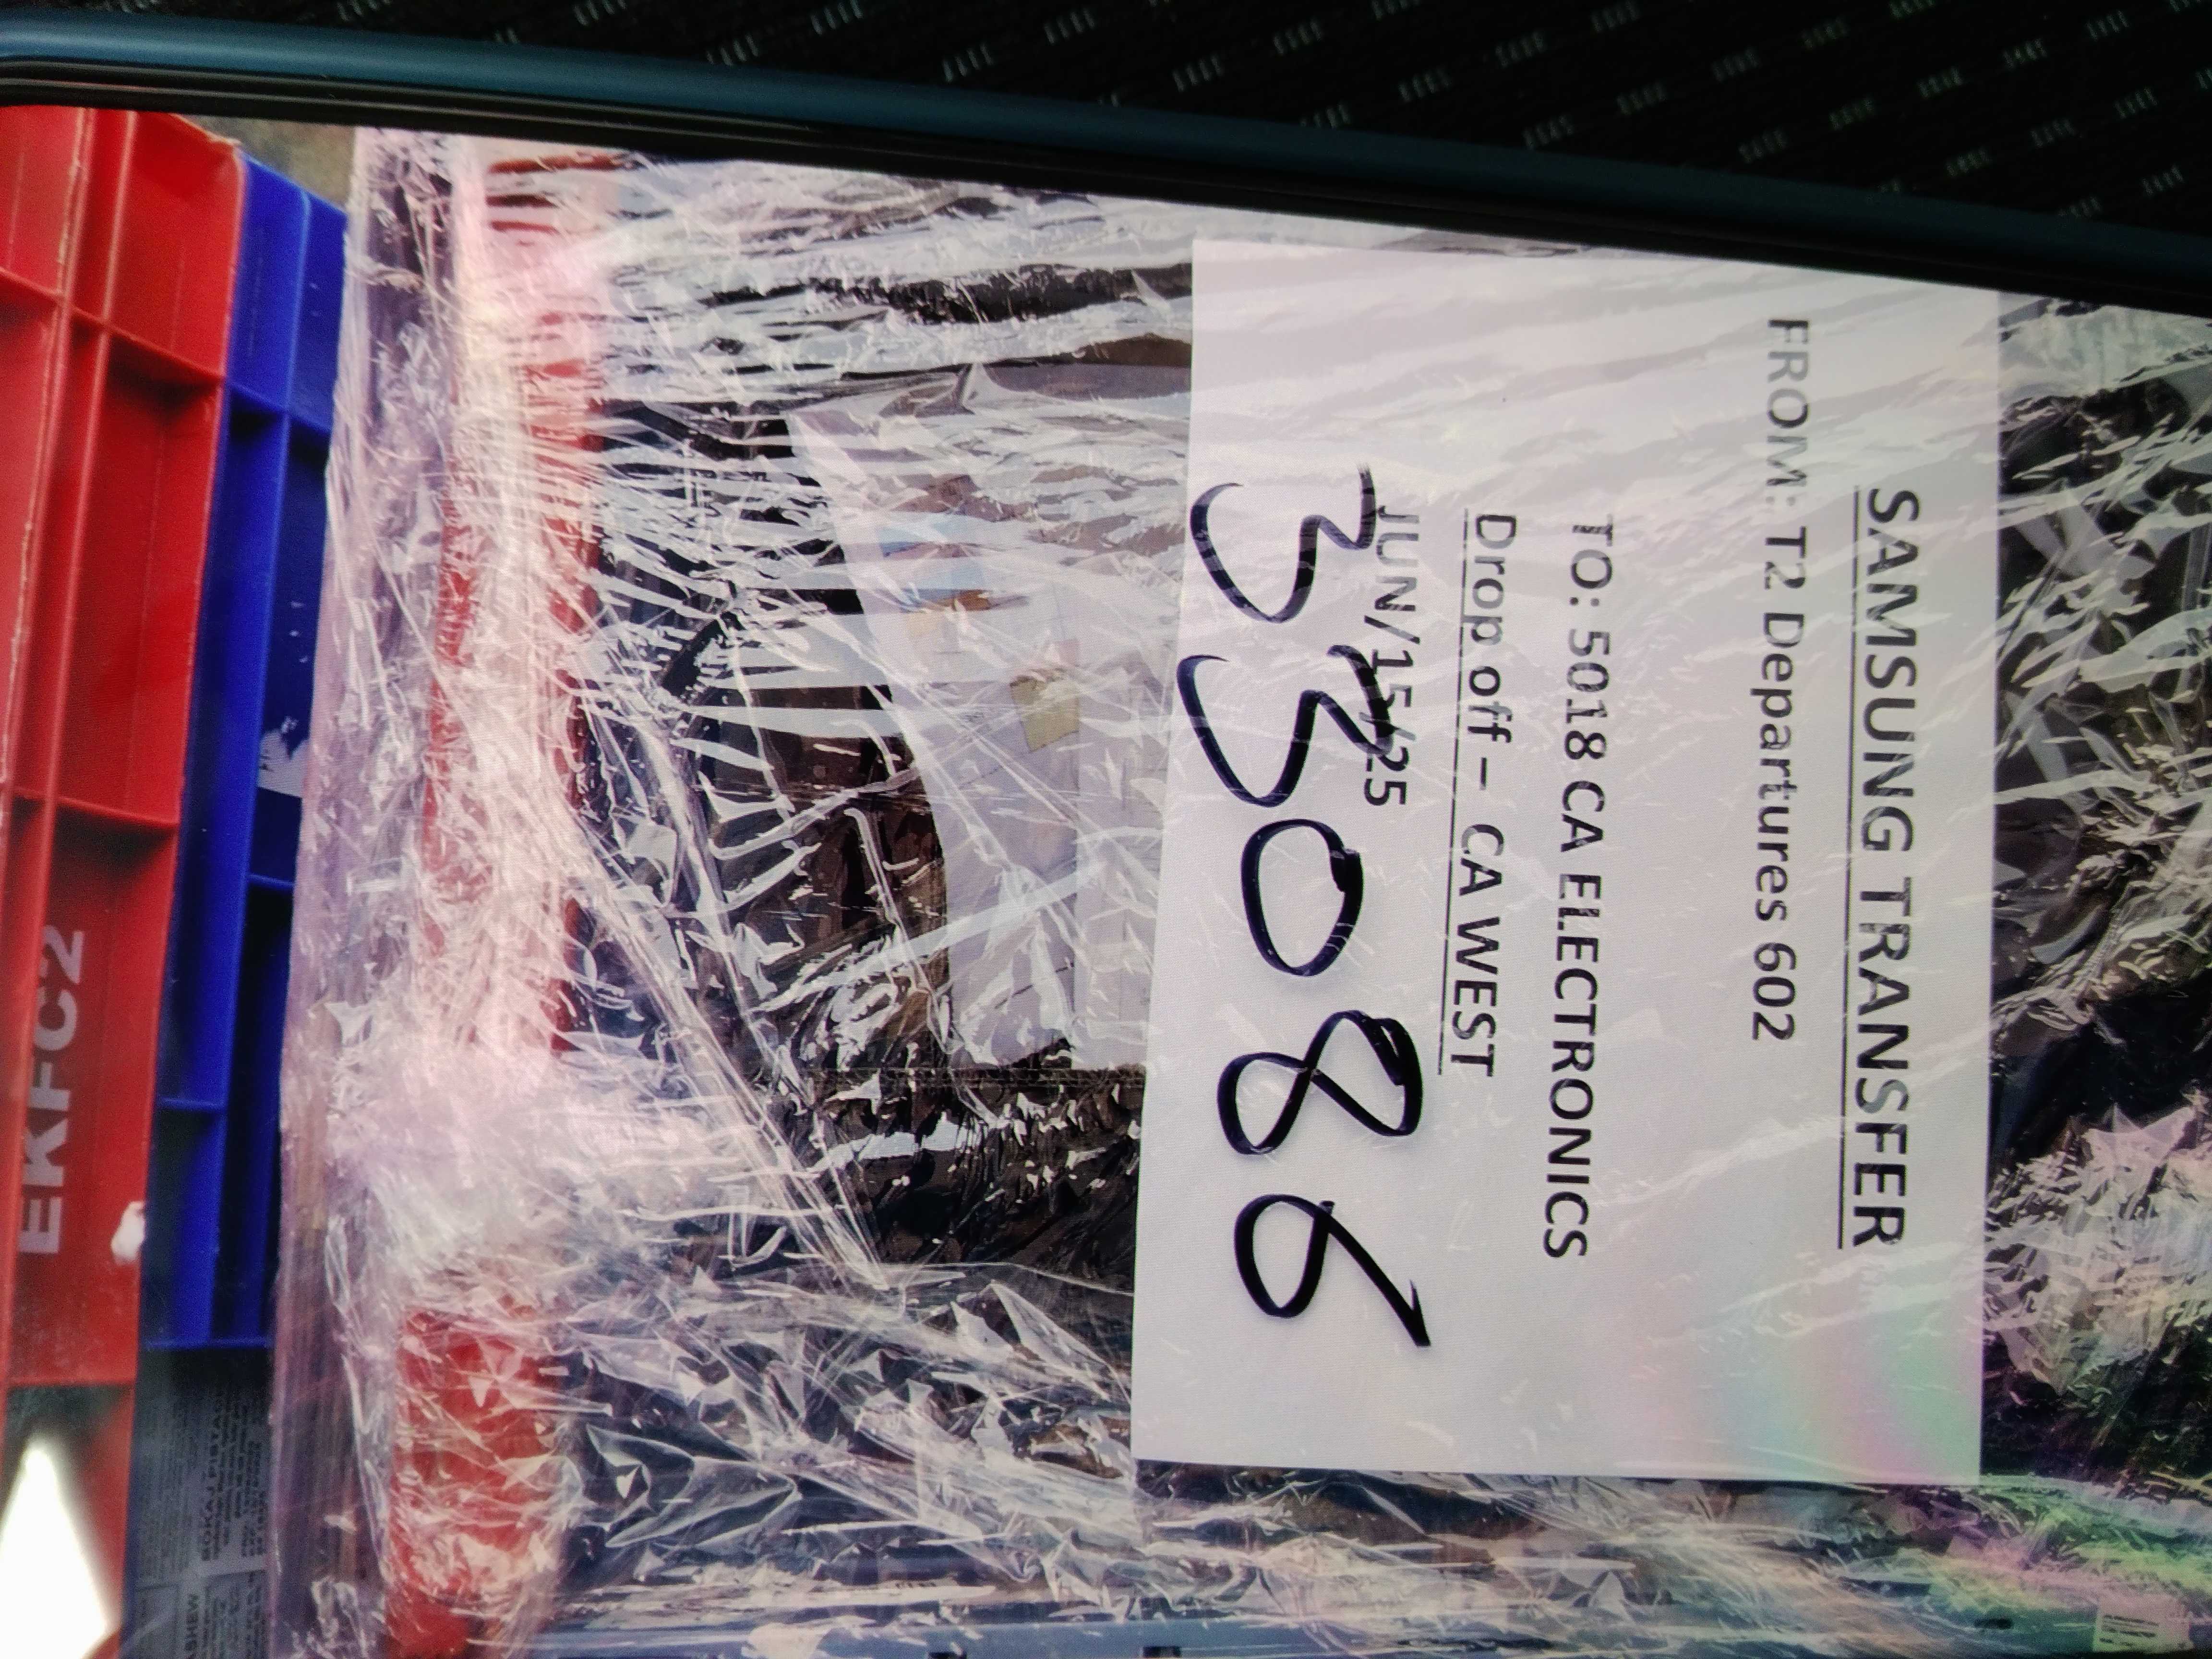 SAMSUNG TRANSFER
FROM: T2 Departures 602
TO: 5018 CA ELECTRONICS
Drop off – CA WEST
JUN/15/25
33086
EKFC2